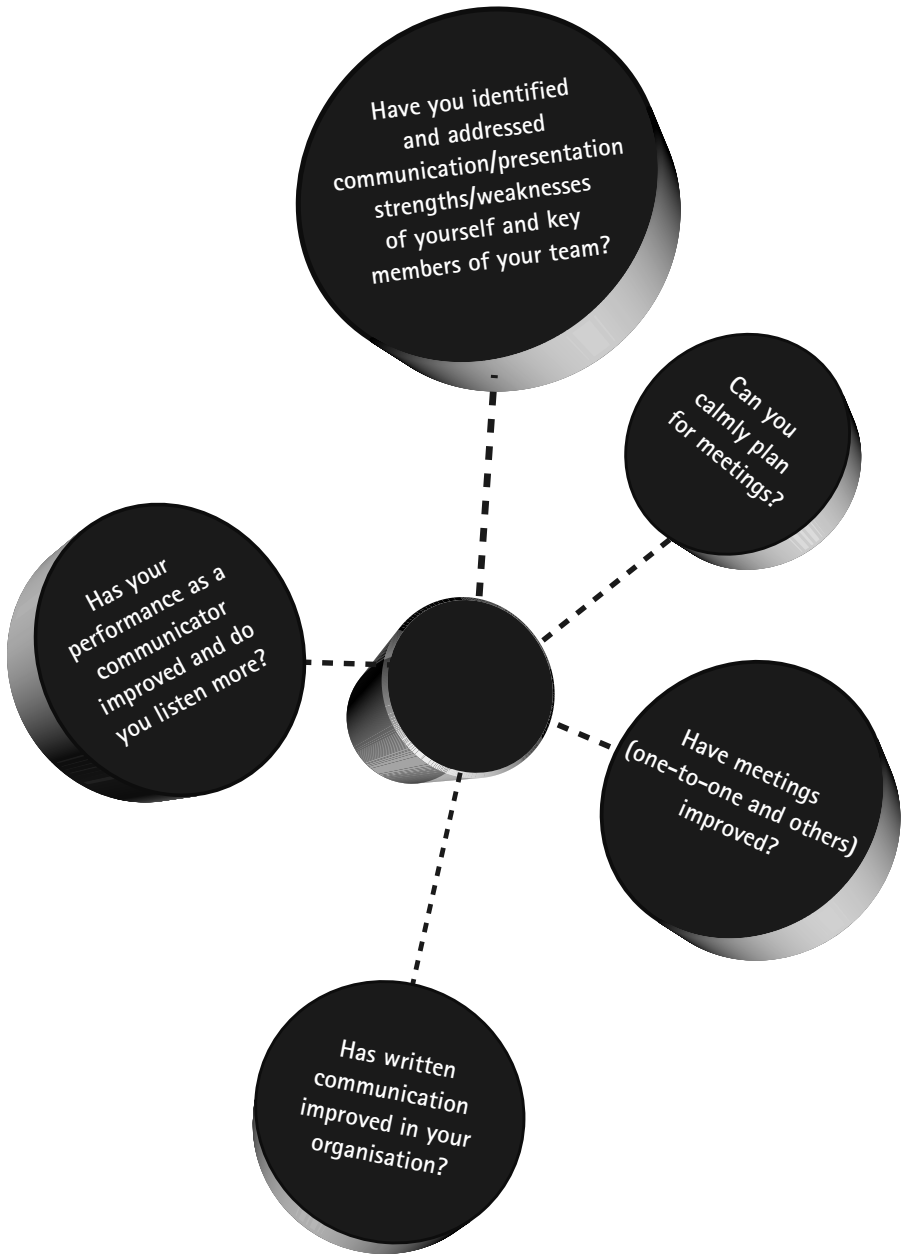 Have you identified
and addressed
communication/presentation
strengths/weaknesses
of yourself and key
members of your team?
Can you
calmly plan
for meetings?
Has your
performance as a
communicator
improved and do
you listen more?
Have meetings
(one-to-one and others)
improved?
Has written
communication
improved in your
organisation?